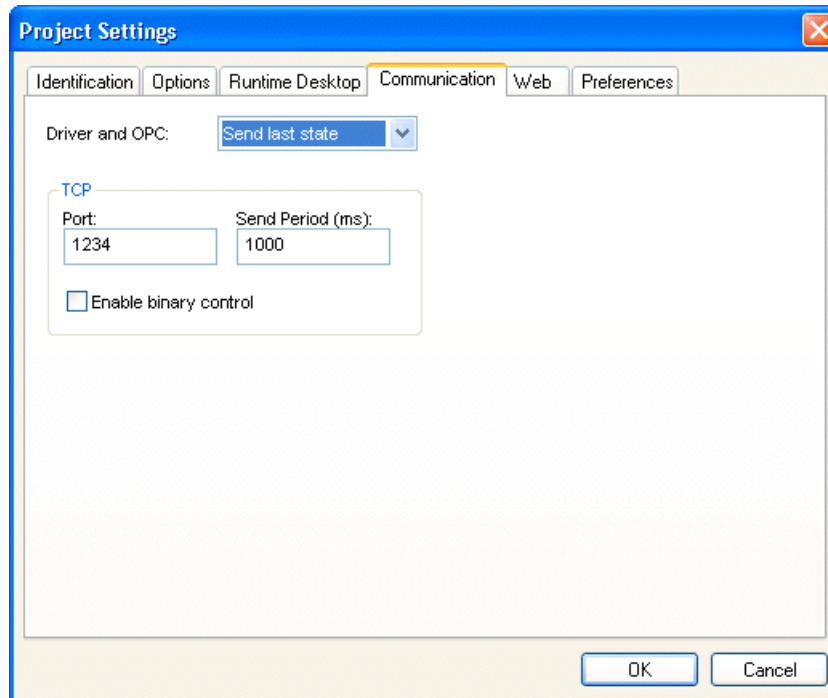 Project Settings
Identification Options Runtime Desktop Communication Web Preferences
Driver and OPC: Send last state
TCP
Port: Send Period (ms):
1234 1000
Enable binary control
OK Cancel